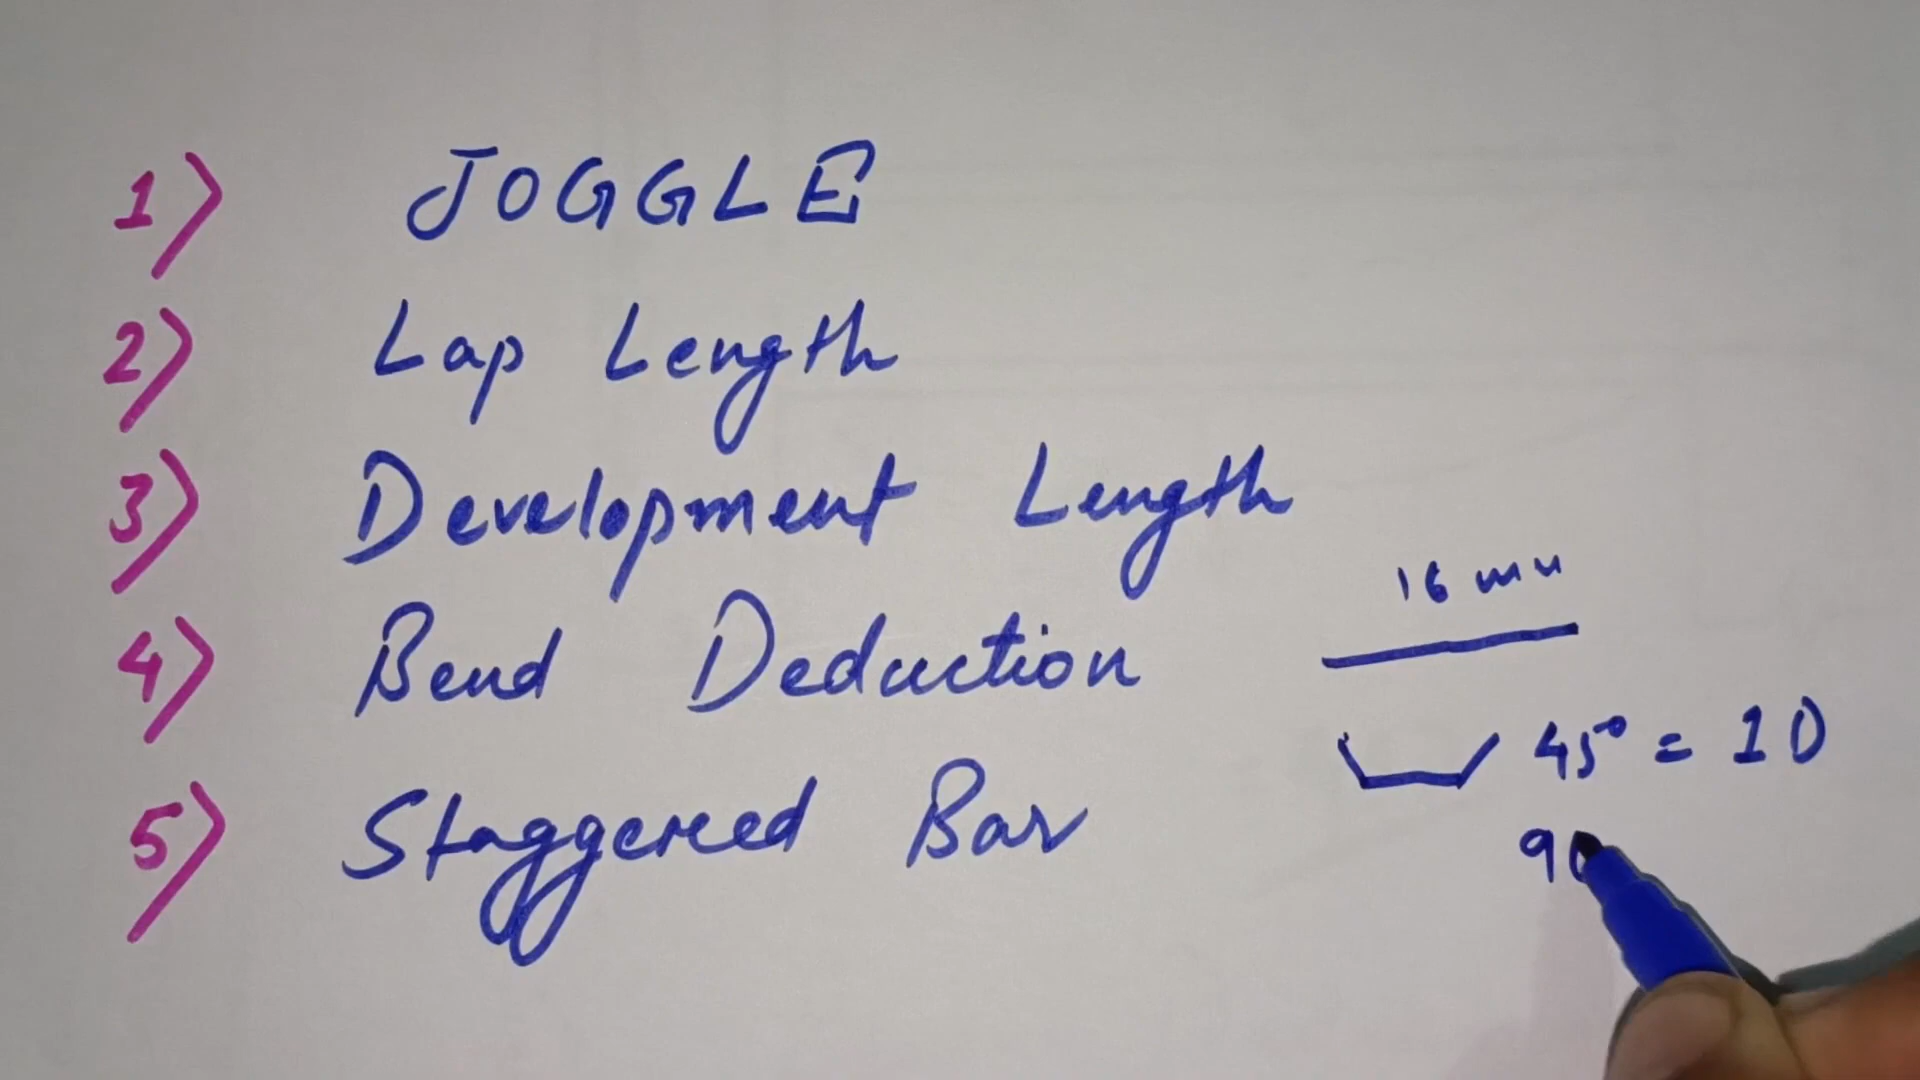 1) JOGGLE
2) Lap Length
3) Development Length
4) Bend Deduction
5) Staggered Bar
16 mm
45° = 1D
90